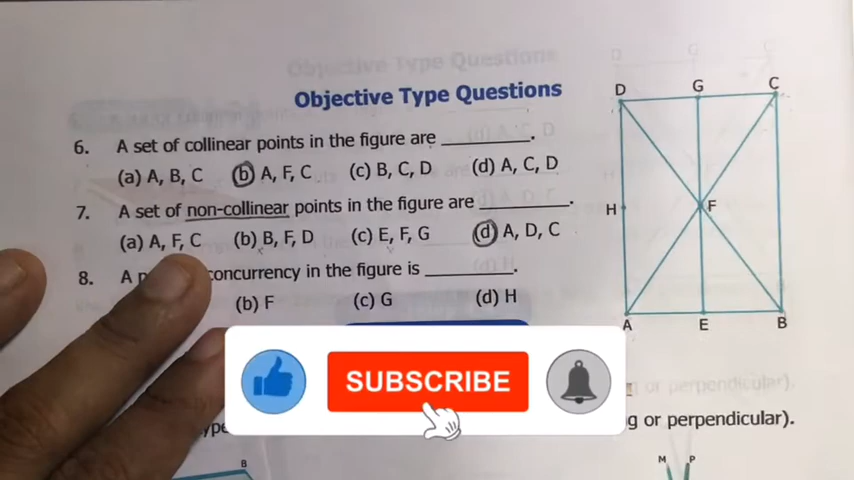 Objective Type Questions
6. A set of collinear points in the figure are ________.
(a) A, B, C (b) A, F, C (c) B, C, D (d) A, C, D
7. A set of non-collinear points in the figure are ________.
(a) A, F, C (b) B, F, D (c) E, F, G (d) A, D, C
8. A concurrency in the figure is ________.
(b) F (c) G (d) H
D G C
H F
A E B
SUBSCRIBE
g or perpendicular).
B
M P